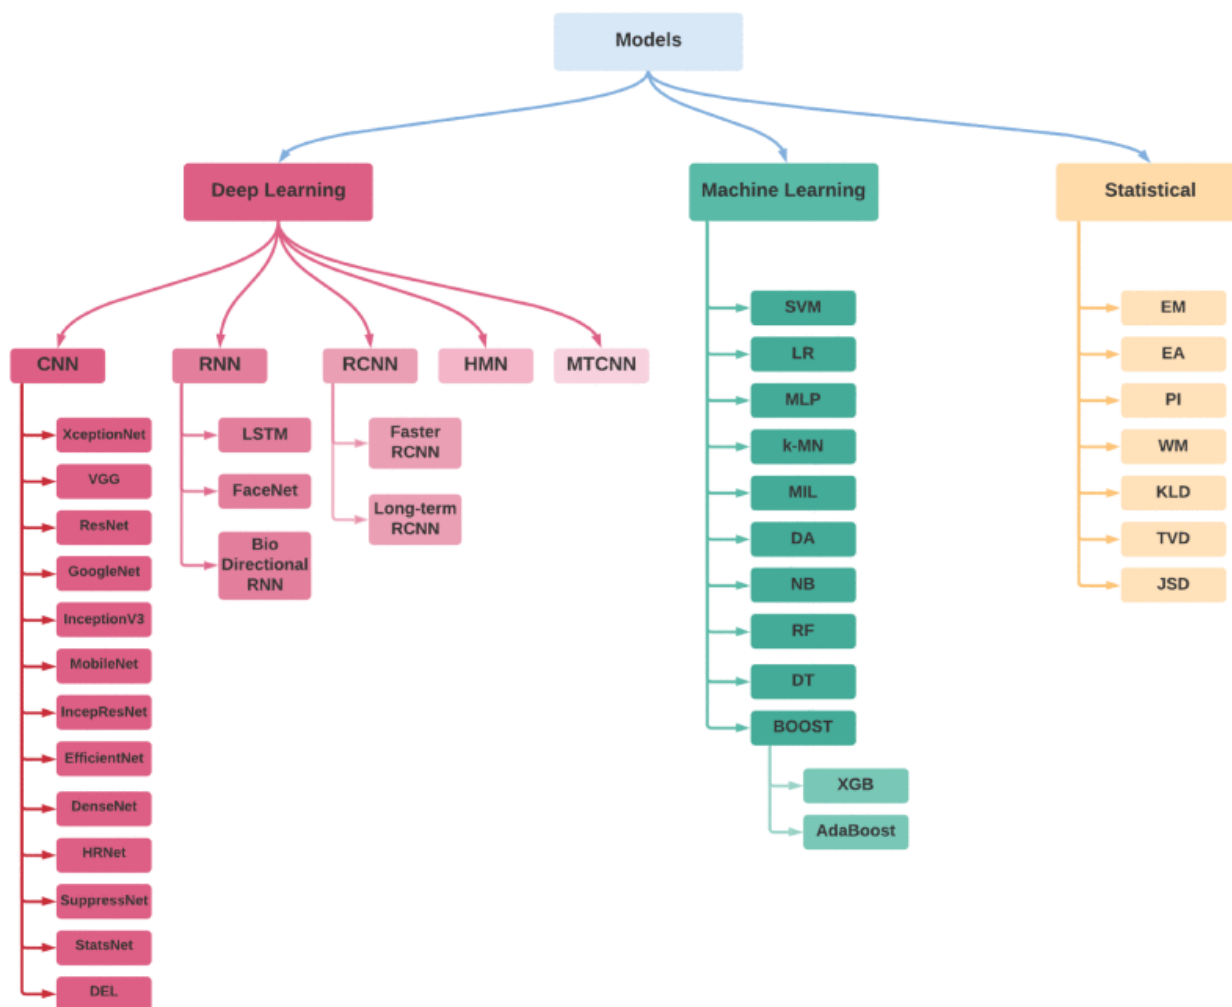 Models
Deep Learning
Machine Learning
Statistical
CNN
RNN
RCNN
HMN
MTCNN
XceptionNet
VGG
ResNet
GoogleNet
InceptionV3
MobileNet
IncepResNet
EfficientNet
DenseNet
HRNet
SuppressNet
StatsNet
DEL
LSTM
FaceNet
Bio
Directional
RNN
Faster
RCNN
Long-term
RCNN
SVM
LR
MLP
k-MN
MIL
DA
NB
RF
DT
BOOST
XGB
AdaBoost
EM
EA
PI
WM
KLD
TVD
JSD